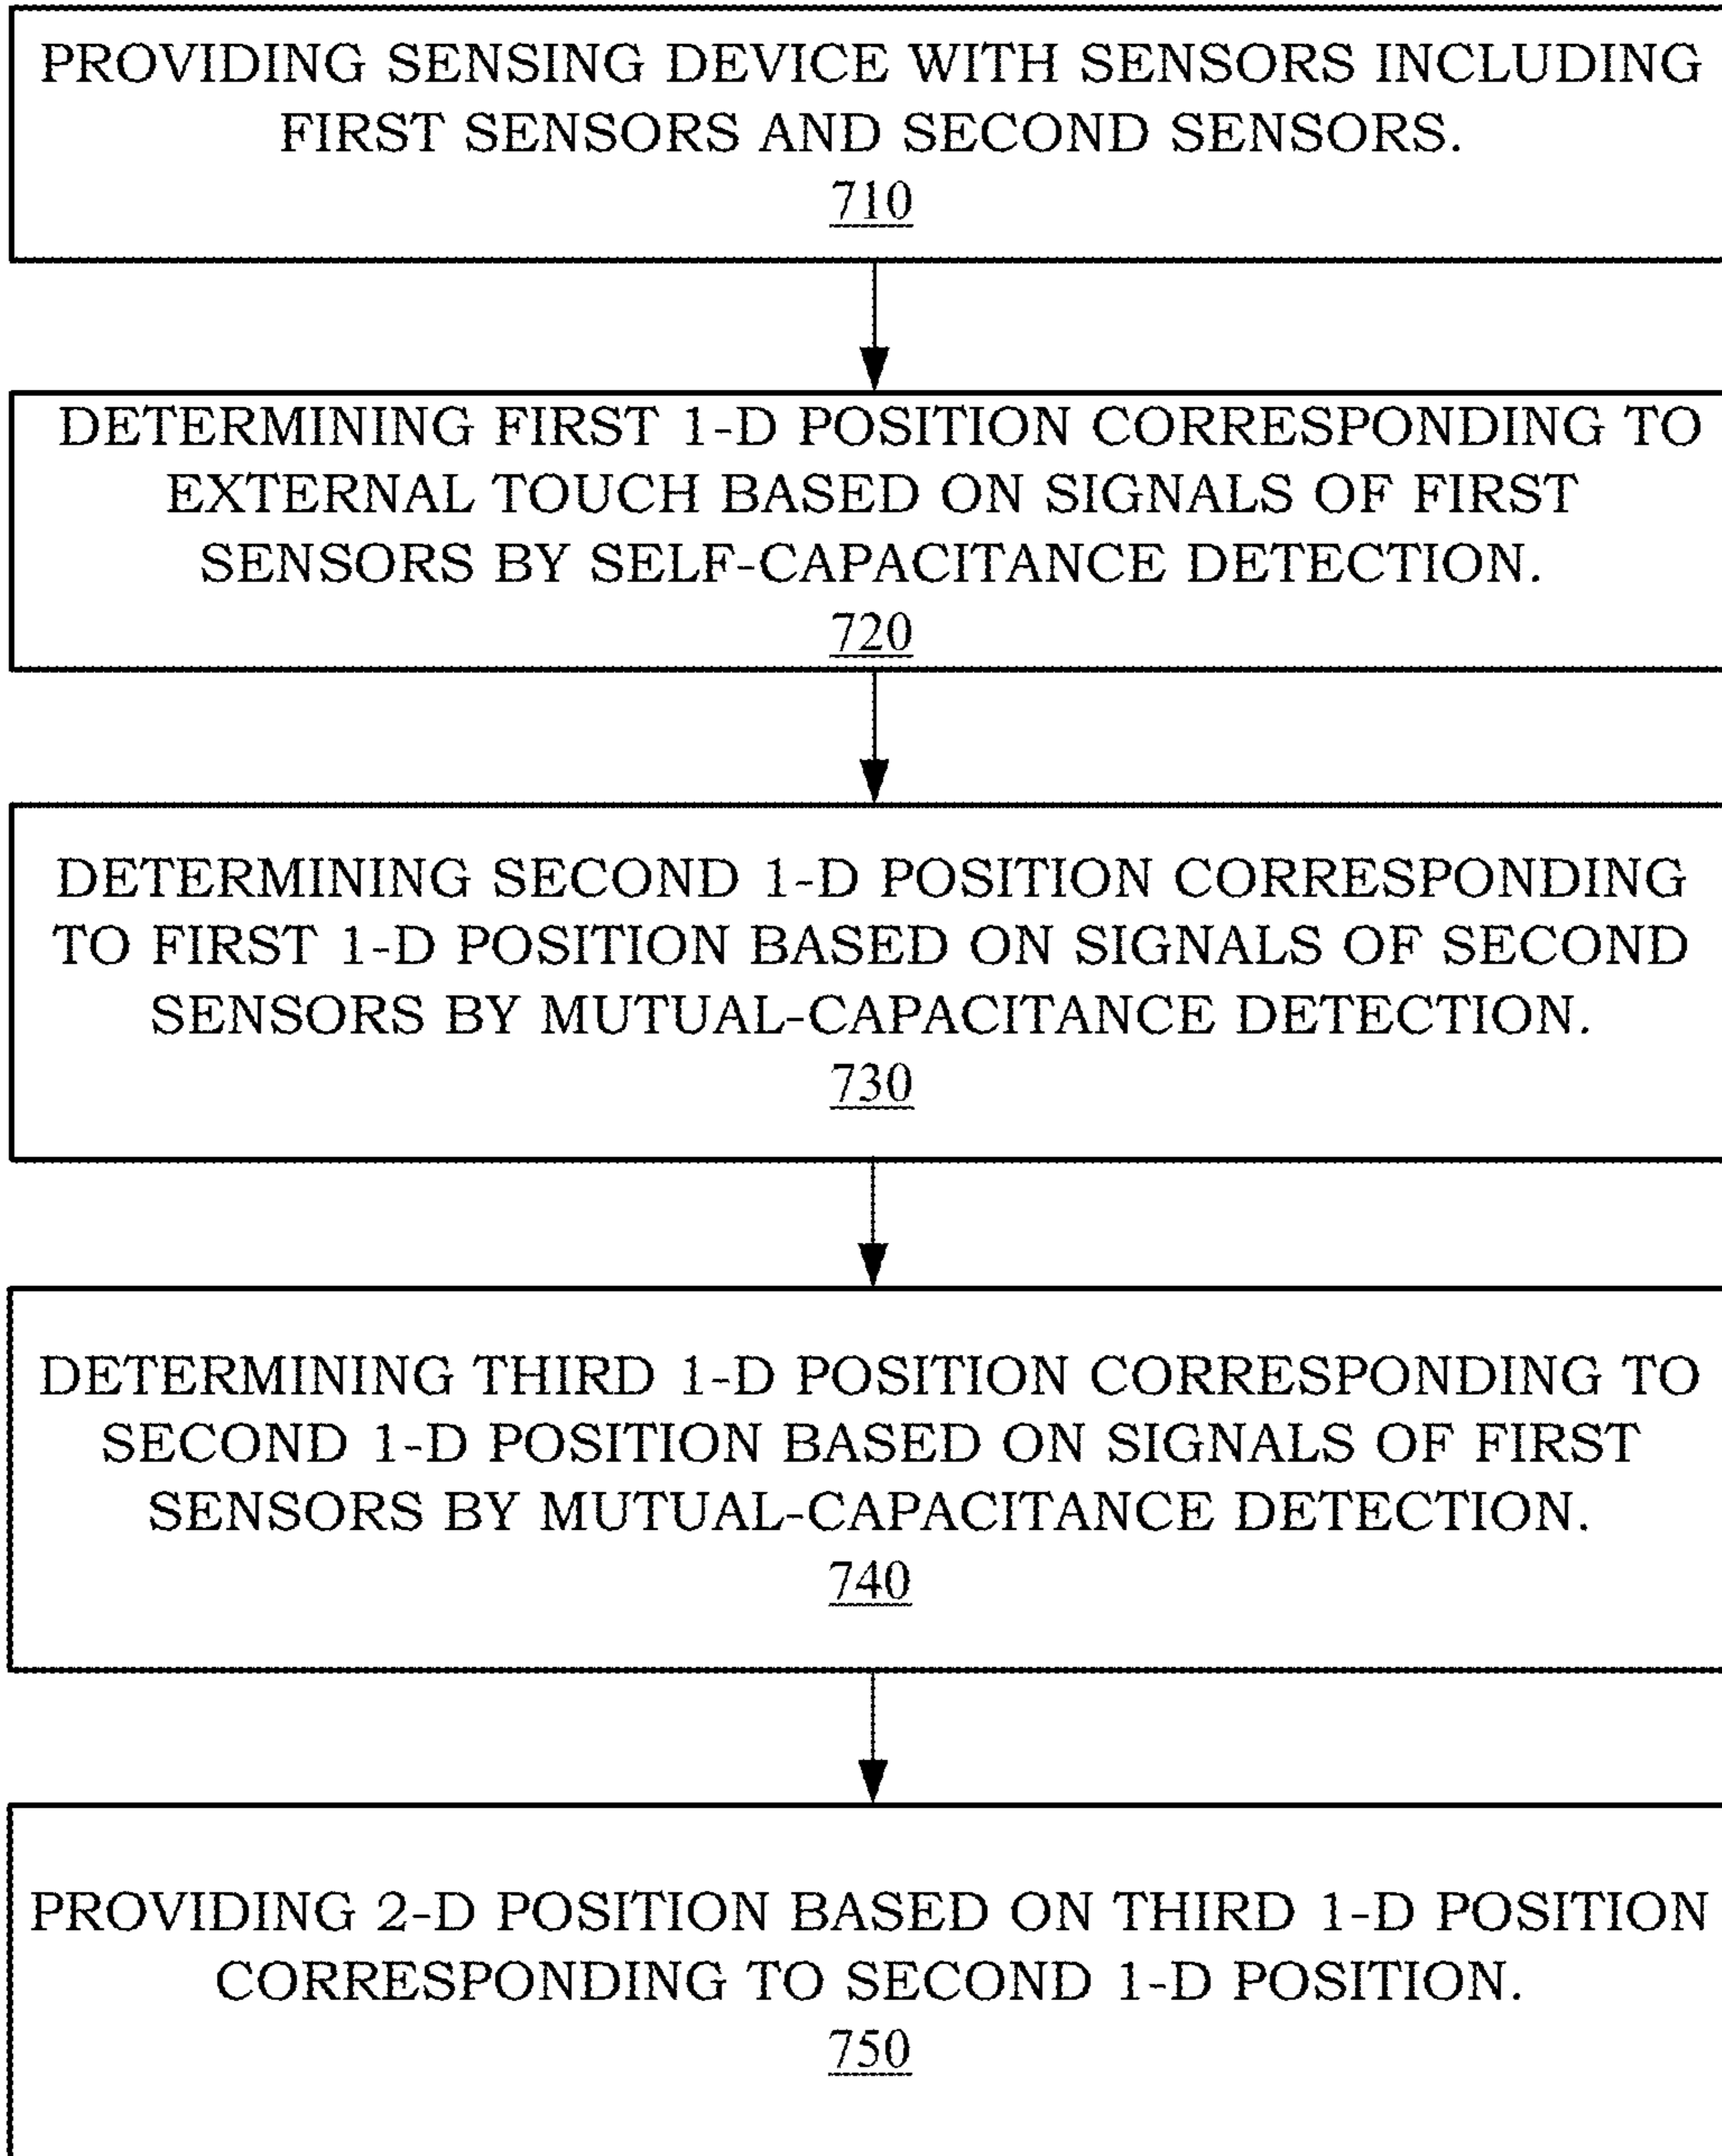 PROVIDING SENSING DEVICE WITH SENSORS INCLUDING
FIRST SENSORS AND SECOND SENSORS.
710
DETERMINING FIRST 1-D POSITION CORRESPONDING TO
EXTERNAL TOUCH BASED ON SIGNALS OF FIRST
SENSORS BY SELF-CAPACITANCE DETECTION.
720
DETERMINING SECOND 1-D POSITION CORRESPONDING
TO FIRST 1-D POSITION BASED ON SIGNALS OF SECOND
SENSORS BY MUTUAL-CAPACITANCE DETECTION.
730
DETERMINING THIRD 1-D POSITION CORRESPONDING TO
SECOND 1-D POSITION BASED ON SIGNALS OF FIRST
SENSORS BY MUTUAL-CAPACITANCE DETECTION.
740
PROVIDING 2-D POSITION BASED ON THIRD 1-D POSITION
CORRESPONDING TO SECOND 1-D POSITION.
750